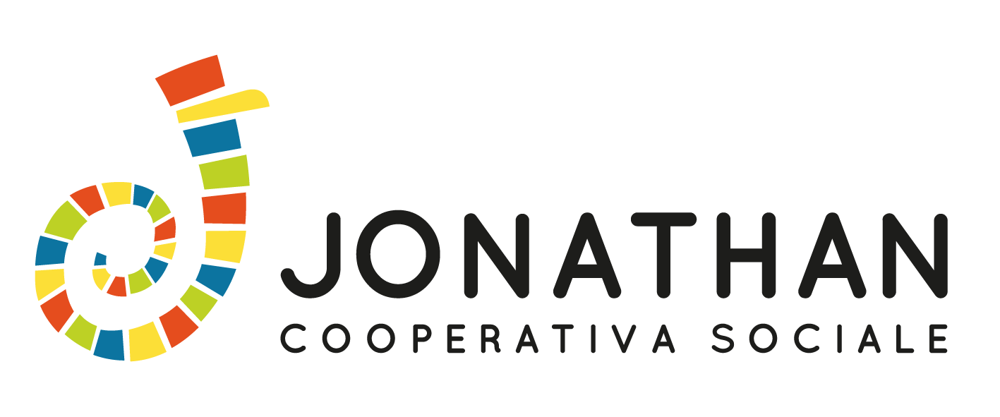 JONATHAN
COOPERATIVA SOCIALE